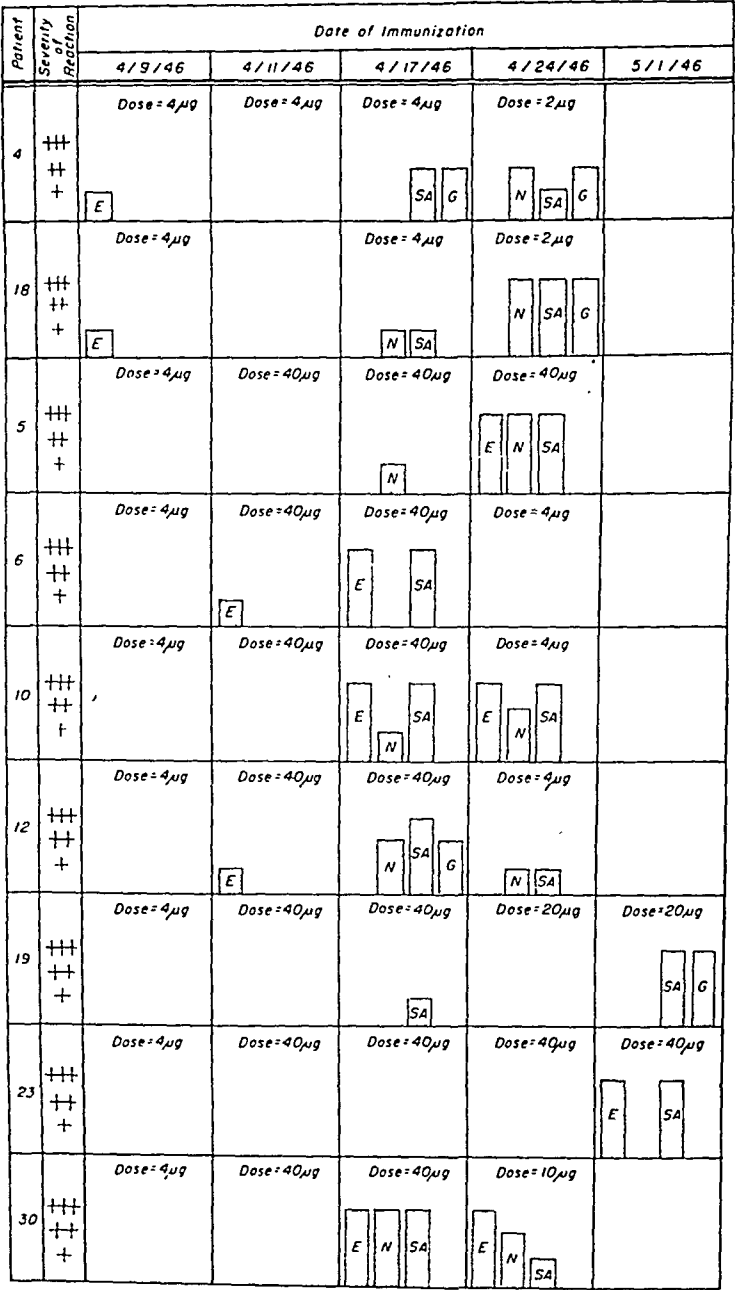 Patient
Severity of Reaction
Date of Immunization
4/9/46 4/11/46 4/17/46 4/24/46 5/1/46
4
Dose = 4µg Dose = 4µg Dose = 4µg Dose = 2µg
+++
++
+
E SA G N SA G
18
Dose = 4µg Dose = 4µg Dose = 2µg
+++
++
+
E N SA N SA G
5
Dose = 4µg Dose = 40µg Dose = 40µg Dose = 40µg
+++
++
+
N E N SA
6
Dose = 4µg Dose = 40µg Dose = 40µg Dose = 4µg
+++
++
+
E E SA
10
Dose = 4µg Dose = 40µg Dose = 40µg Dose = 4µg
+++
++
+
E N SA E N SA
12
Dose = 4µg Dose = 40µg Dose = 40µg Dose = 4µg
+++
++
+
E N SA G N SA
19
Dose = 4µg Dose = 40µg Dose = 40µg Dose = 20µg Dose = 20µg
+++
++
+
SA SA G
23
Dose = 4µg Dose = 40µg Dose = 40µg Dose = 40µg Dose = 40µg
+++
++
+
E SA
30
Dose = 4µg Dose = 40µg Dose = 40µg Dose = 10µg
+++
++
+
E N SA E N SA